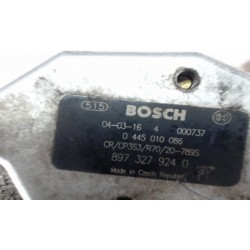 515 BOSCH
04-03-16 4 000737
0 445 010 086
CR/CP3S3/R70/20-789S
897 327 924 0
Made in Czech Republic